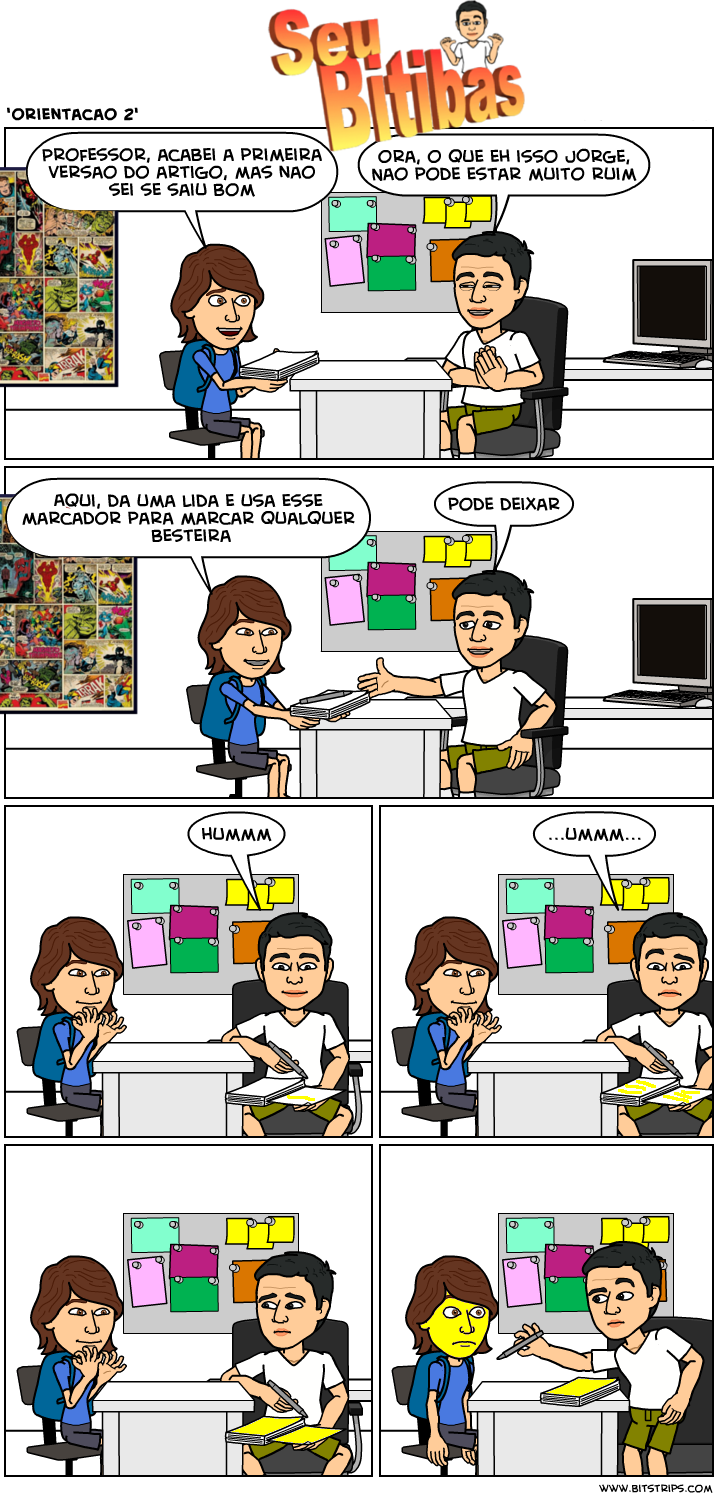 Seu
Bitibas
'ORIENTACAO 2'
PROFESSOR, ACABEI A PRIMEIRA
VERSAO DO ARTIGO, MAS NAO
SEI SE SAIU BOM
ORA, O QUE EH ISSO JORGE,
NAO PODE ESTAR MUITO RUIM
AQUI, DA UMA LIDA E USA ESSE
MARCADOR PARA MARCAR QUALQUER
BESTEIRA
PODE DEIXAR
HUMMM
...UMMM...
WWW.BITSTRIPS.COM